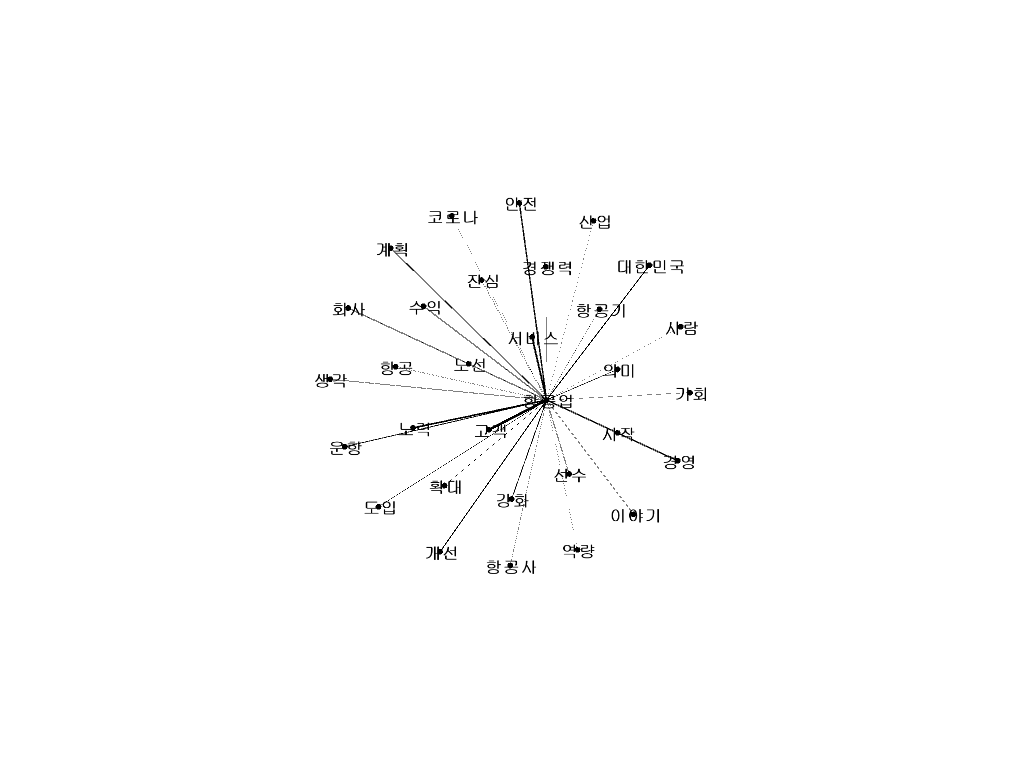 안전
코로나
산업
계획
경쟁력
대한민국
진심
화사
수익
항공기
사람
서비스
항공
노선
의미
생각
기회
항공업
노력
고객
시작
운항
경영
선수
확대
강화
도입
이야기
개선
역량
항공사